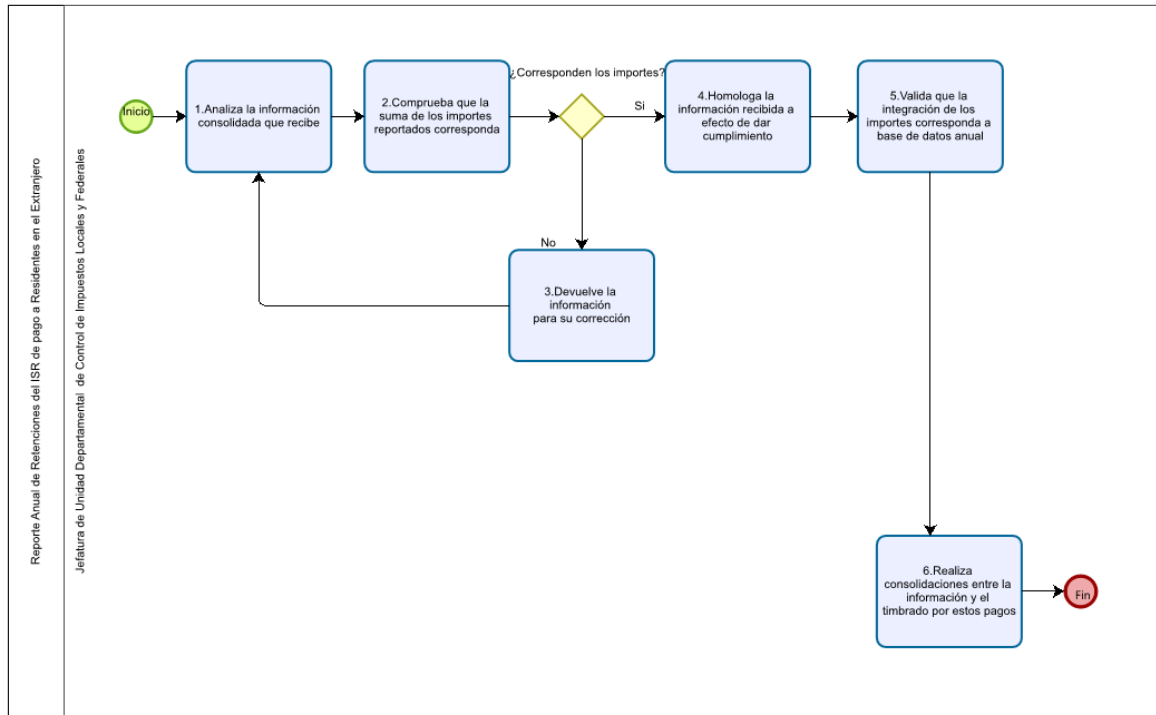 Reporte Anual de Retenciones del ISR de pago a Residentes en el Extranjero
Jefatura de Unidad Departamental de Control de Impuestos Locales y Federales
Inicio
1.Analiza la información
consolidada que recibe
2.Comprueba que la
suma de los importes
reportados corresponda
¿Corresponden los importes?
Si
No
3.Devuelve la
información
para su corrección
4.Homologa la
información recibida a
efecto de dar
cumplimiento
5.Valida que la
integración de los
importes corresponda a
base de datos anual
6.Realiza
consolidaciones entre la
información y el
timbrado por estos pagos
Fin